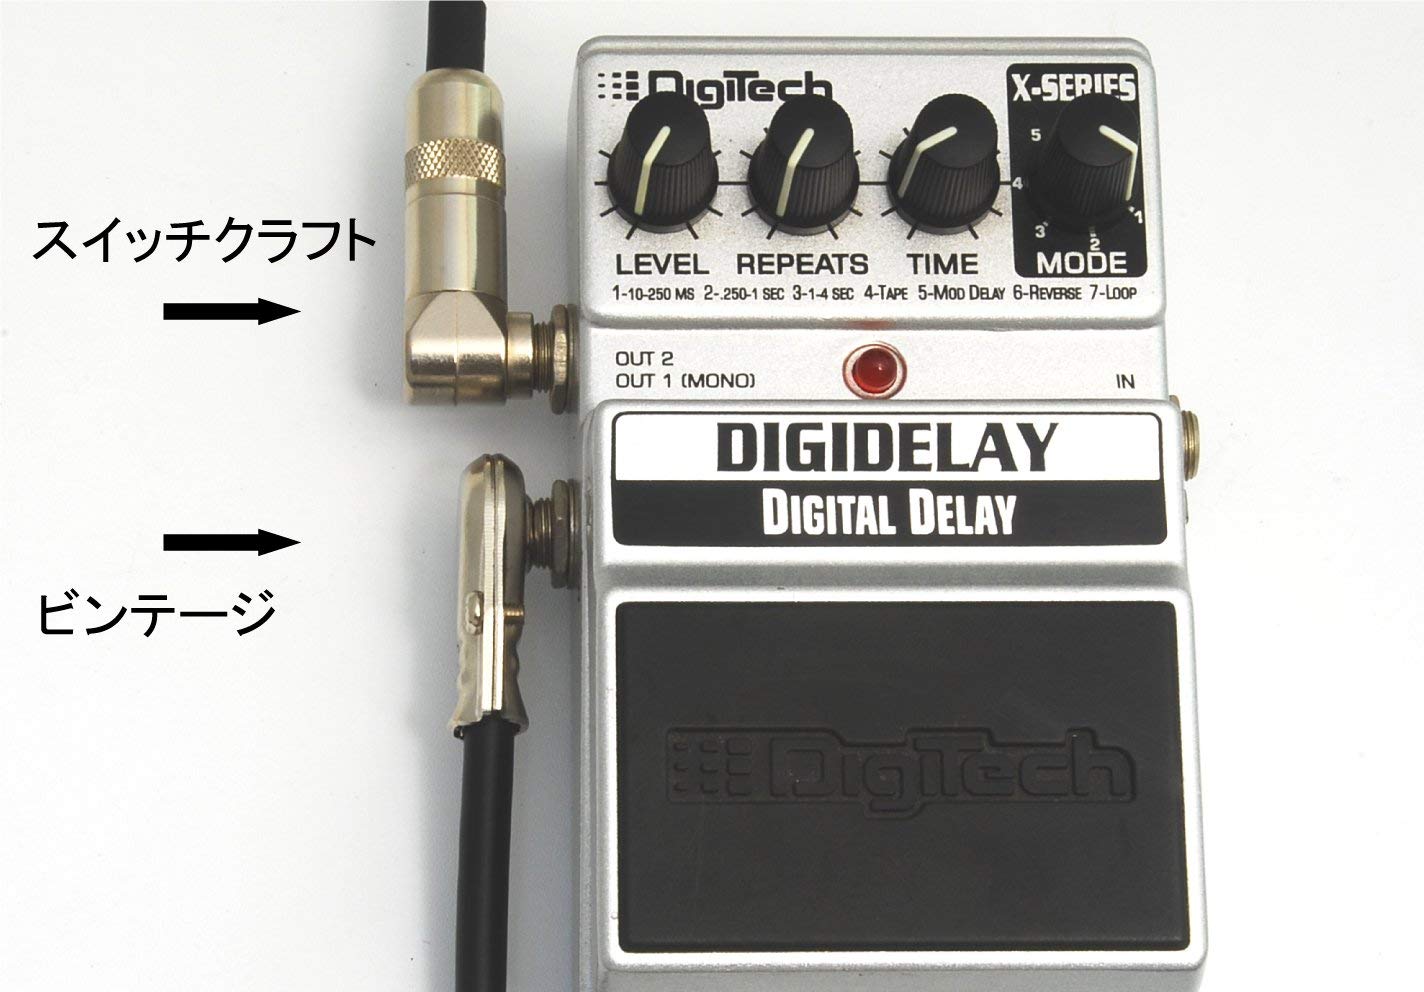 DigiTech
X-SERIES
5
4
3
2
1
スイッチクラフト
LEVEL REPEATS TIME MODE
1-10-250 MS 2-.250-1 SEC 3-1-4 SEC 4-TAPE 5-MOD DELAY 6-REVERSE 7-LOOP
OUT 2
OUT 1 (MONO) IN
DIGIDELAY
DIGITAL DELAY
ビンテージ
DigiTech